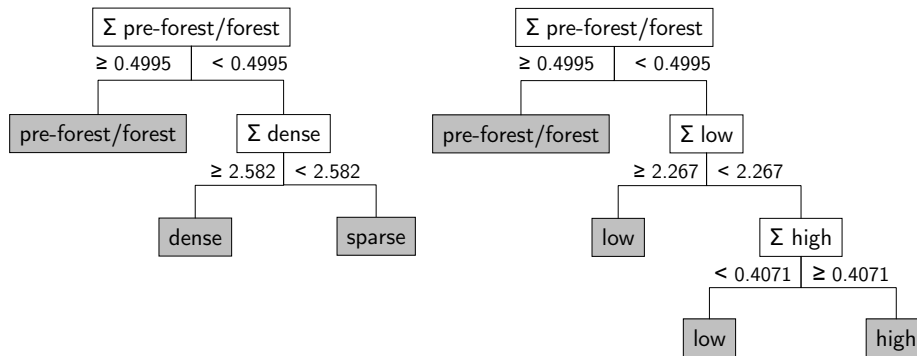 Σ pre-forest/forest
≥ 0.4995 < 0.4995
pre-forest/forest
Σ dense
≥ 2.582 < 2.582
dense
sparse
Σ pre-forest/forest
≥ 0.4995 < 0.4995
pre-forest/forest
Σ low
≥ 2.267 < 2.267
low
Σ high
< 0.4071 ≥ 0.4071
low
high